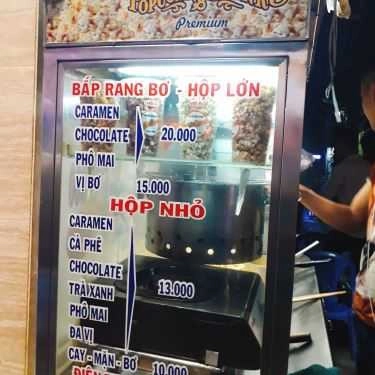 Premium
BẮP RANG BƠ - HỘP LỚN
CARAMEN
CHOCOLATE 20.000
PHÔ MAI
VỊ BƠ 15.000
HỘP NHỎ
CARAMEN
CÀ PHÊ
CHOCOLATE
TRÀ XANH 13.000
PHÔ MAI
ĐA VỊ
CAY - MẶN - BƠ 10.000